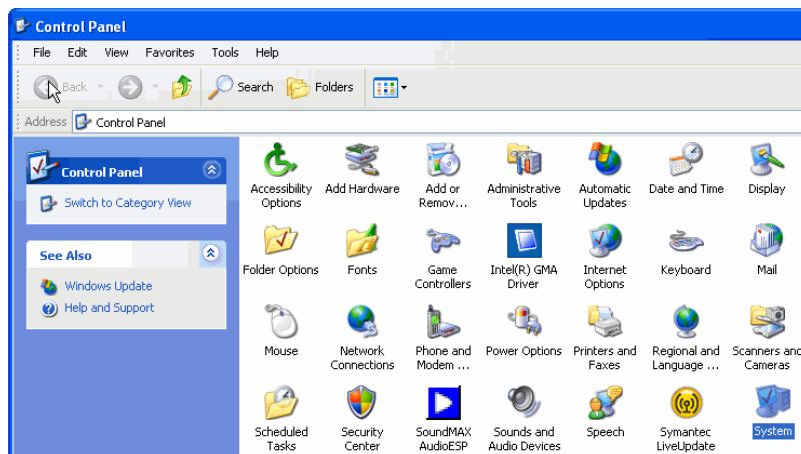 Control Panel
File Edit View Favorites Tools Help
Back Search Folders
Address Control Panel
Control Panel
Switch to Category View
See Also
Windows Update
Help and Support
Accessibility Options
Add Hardware
Add or Remov...
Administrative Tools
Automatic Updates
Date and Time
Display
Folder Options
Fonts
Game Controllers
Intel(R) GMA Driver
Internet Options
Keyboard
Mail
Mouse
Network Connections
Phone and Modem ...
Power Options
Printers and Faxes
Regional and Language ...
Scanners and Cameras
Scheduled Tasks
Security Center
SoundMAX AudioESP
Sounds and Audio Devices
Speech
Symantec LiveUpdate
System